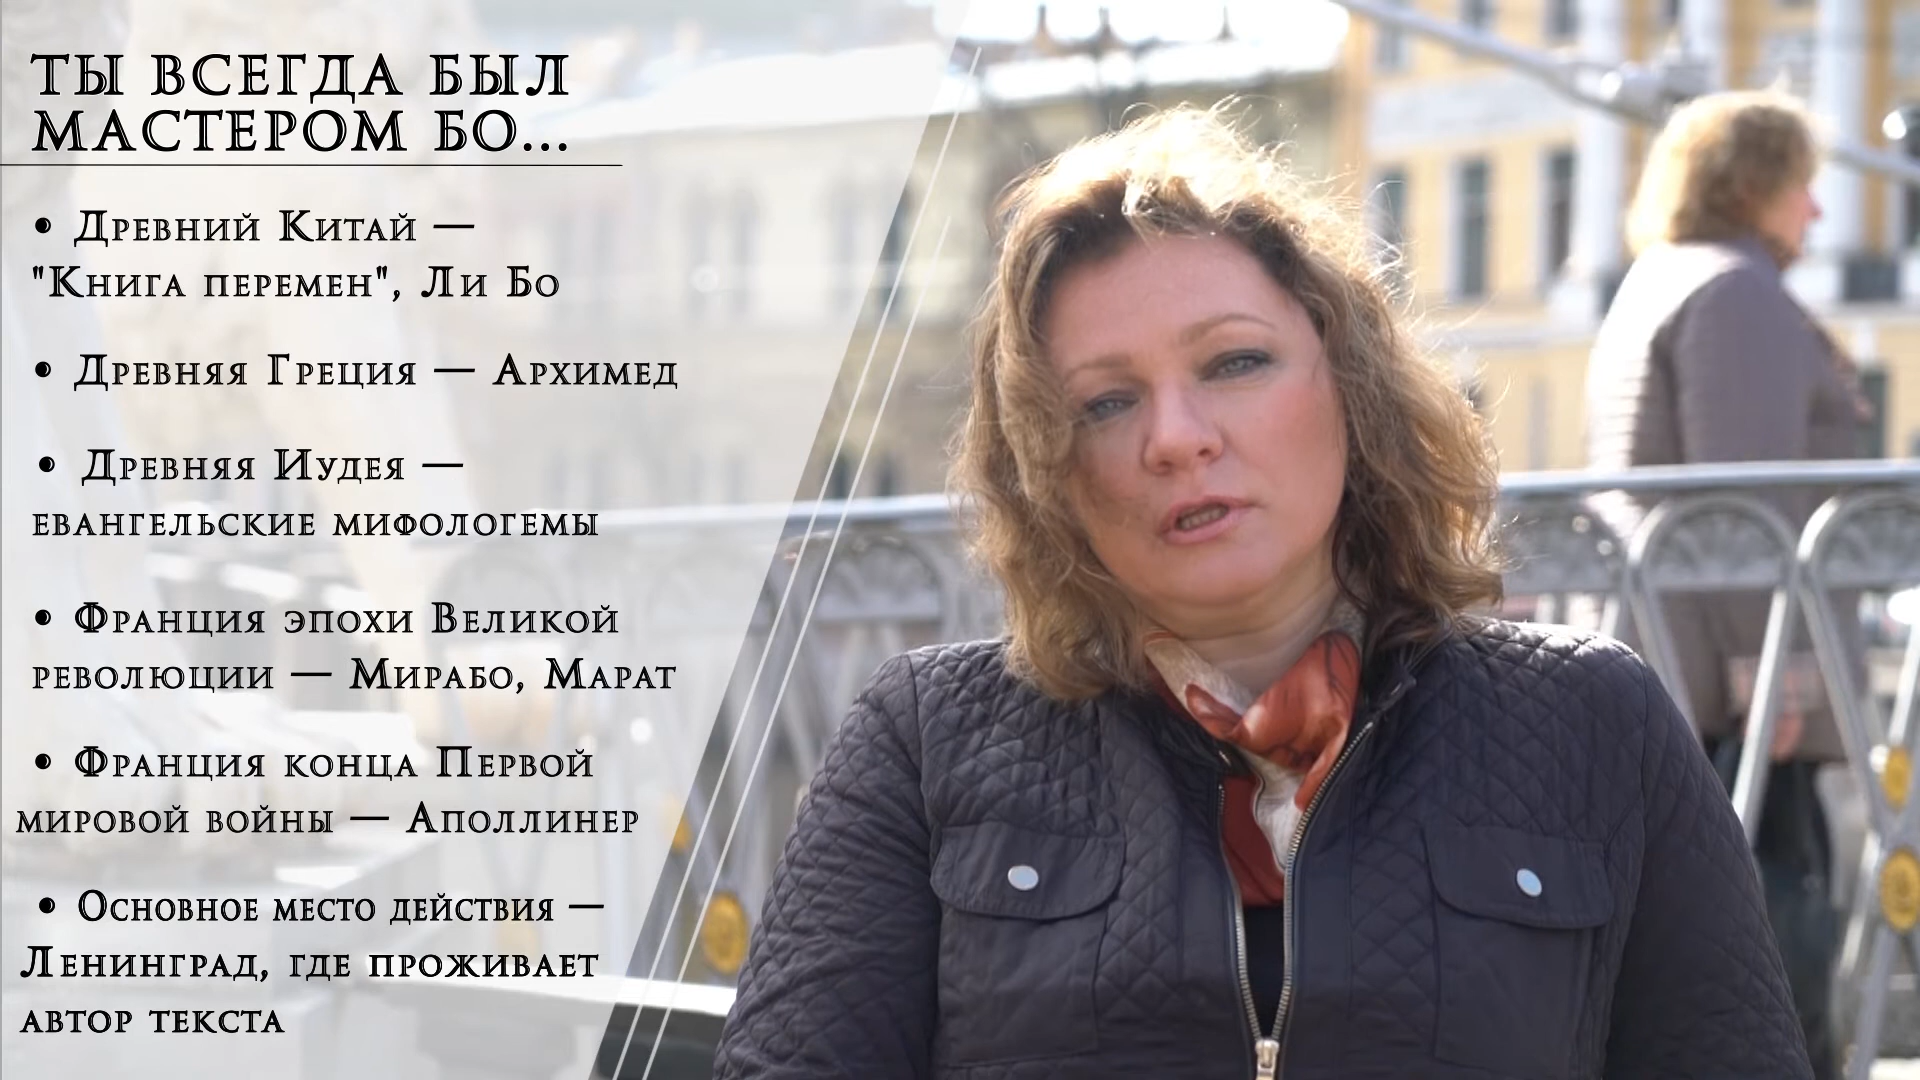 ТЫ ВСЕГДА БЫЛ
МАСТЕРОМ БО...
• Древний Китай —
"Книга перемен", Ли Бо
• Древняя Греция — Архимед
• Древняя Иудея —
евангельские мифологемы
• Франция эпохи Великой
революции — Мирабо, Марат
• Франция конца Первой
мировой войны — Аполлинер
• Основное место действия —
Ленинград, где проживает
автор текста